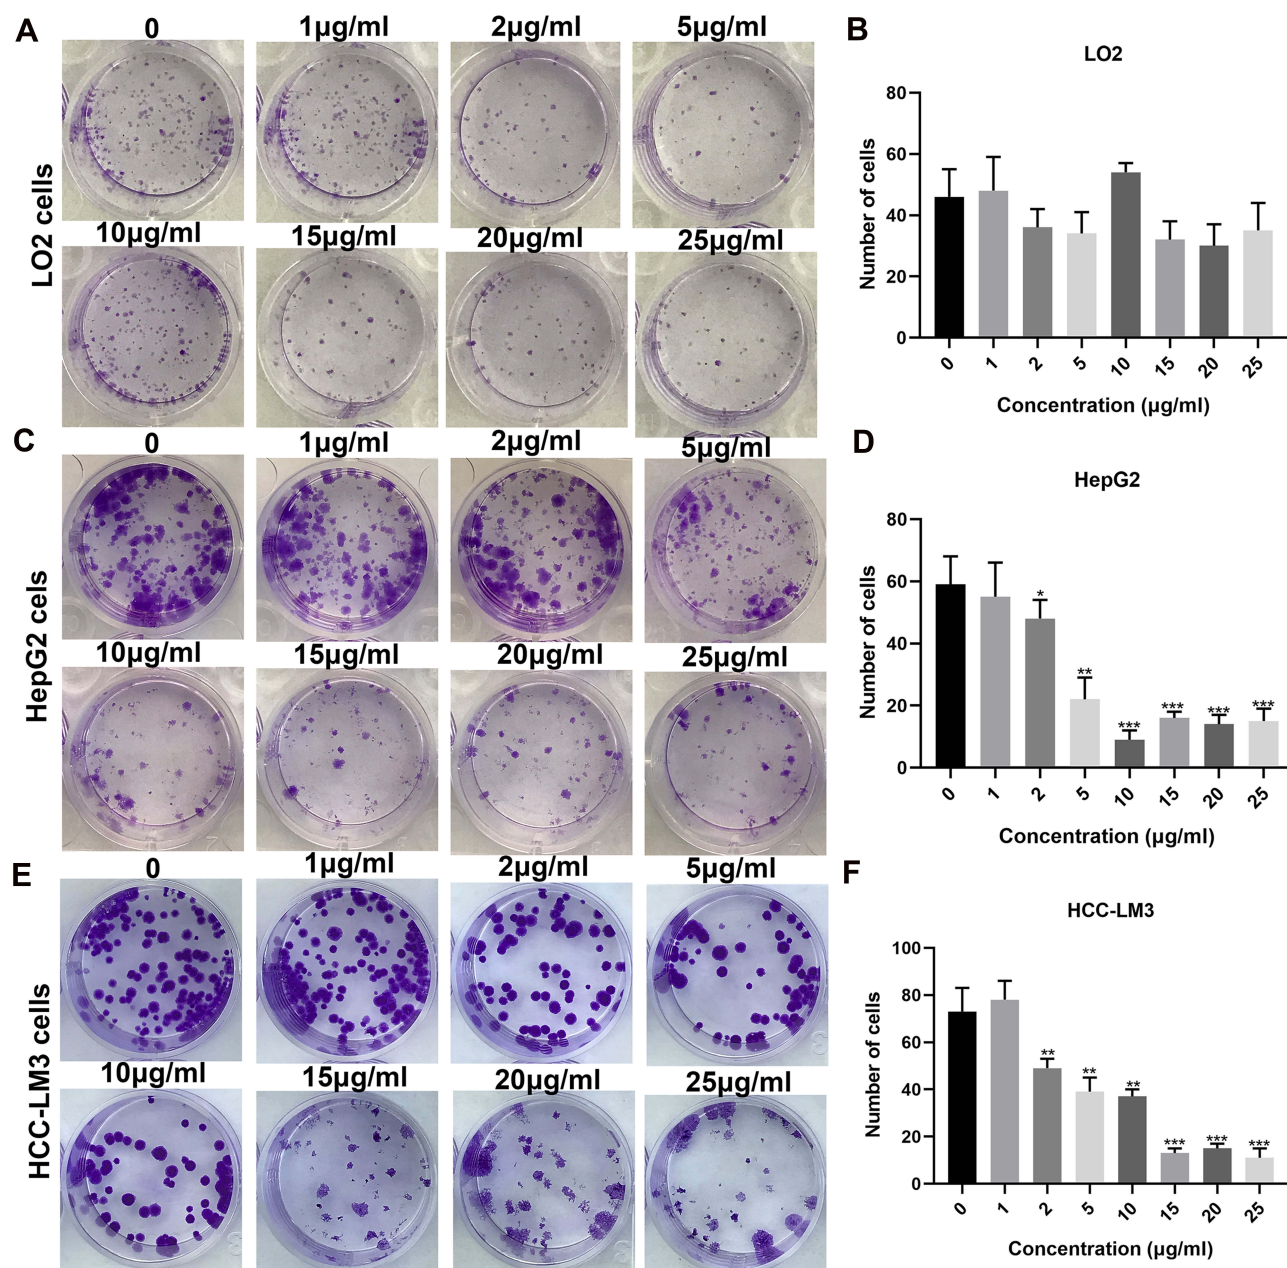 A
0 1µg/ml 2µg/ml 5µg/ml
LO2 cells
10µg/ml 15µg/ml 20µg/ml 25µg/ml
B
LO2
Number of cells
80
60
40
20
0
0 1 2 5 10 15 20 25
Concentration (µg/ml)
C
0 1µg/ml 2µg/ml 5µg/ml
HepG2 cels
10µg/ml 15µg/ml 20µg/ml 25µg/ml
D
HepG2
Number of cells
80
60
40
20
0
* ** *** *** *** ***
0 1 2 5 10 15 20 25
Concentration (µg/ml)
E
0 1µg/ml 2µg/ml 5µg/ml
HCC-LM3 cells
10µg/ml 15µg/ml 20µg/ml 25µg/ml
F
HCC-LM3
Number of cells
100
80
60
40
20
0
** ** ** *** *** ***
0 1 2 5 10 15 20 25
Concentration (µg/ml)